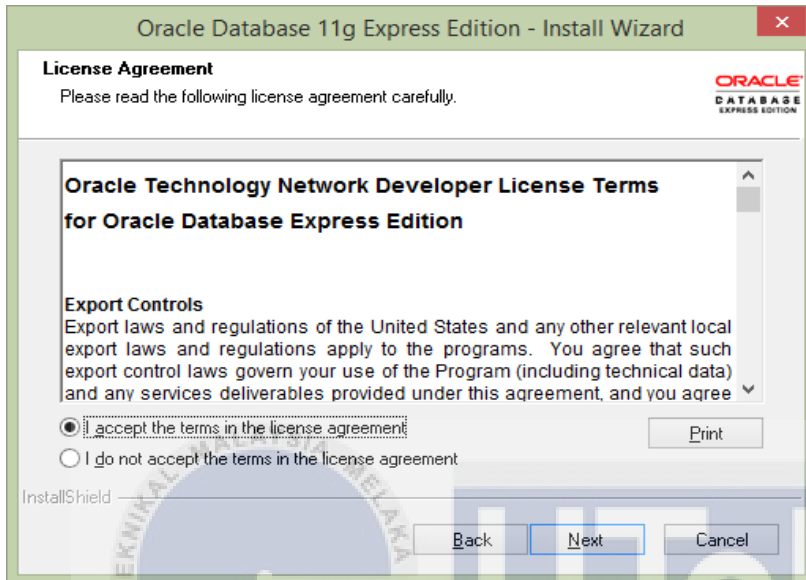 Oracle Database 11g Express Edition - Install Wizard
License Agreement
Please read the following license agreement carefully.
ORACLE
DATABASE
EXPRESS EDITION
Oracle Technology Network Developer License Terms
for Oracle Database Express Edition
Export Controls
Export laws and regulations of the United States and any other relevant local
export laws and regulations apply to the programs. You agree that such
export control laws govern your use of the Program (including technical data)
and any services deliverables provided under this agreement, and you agree
I accept the terms in the license agreement
Print
I do not accept the terms in the license agreement
InstallShield
Back
Next
Cancel